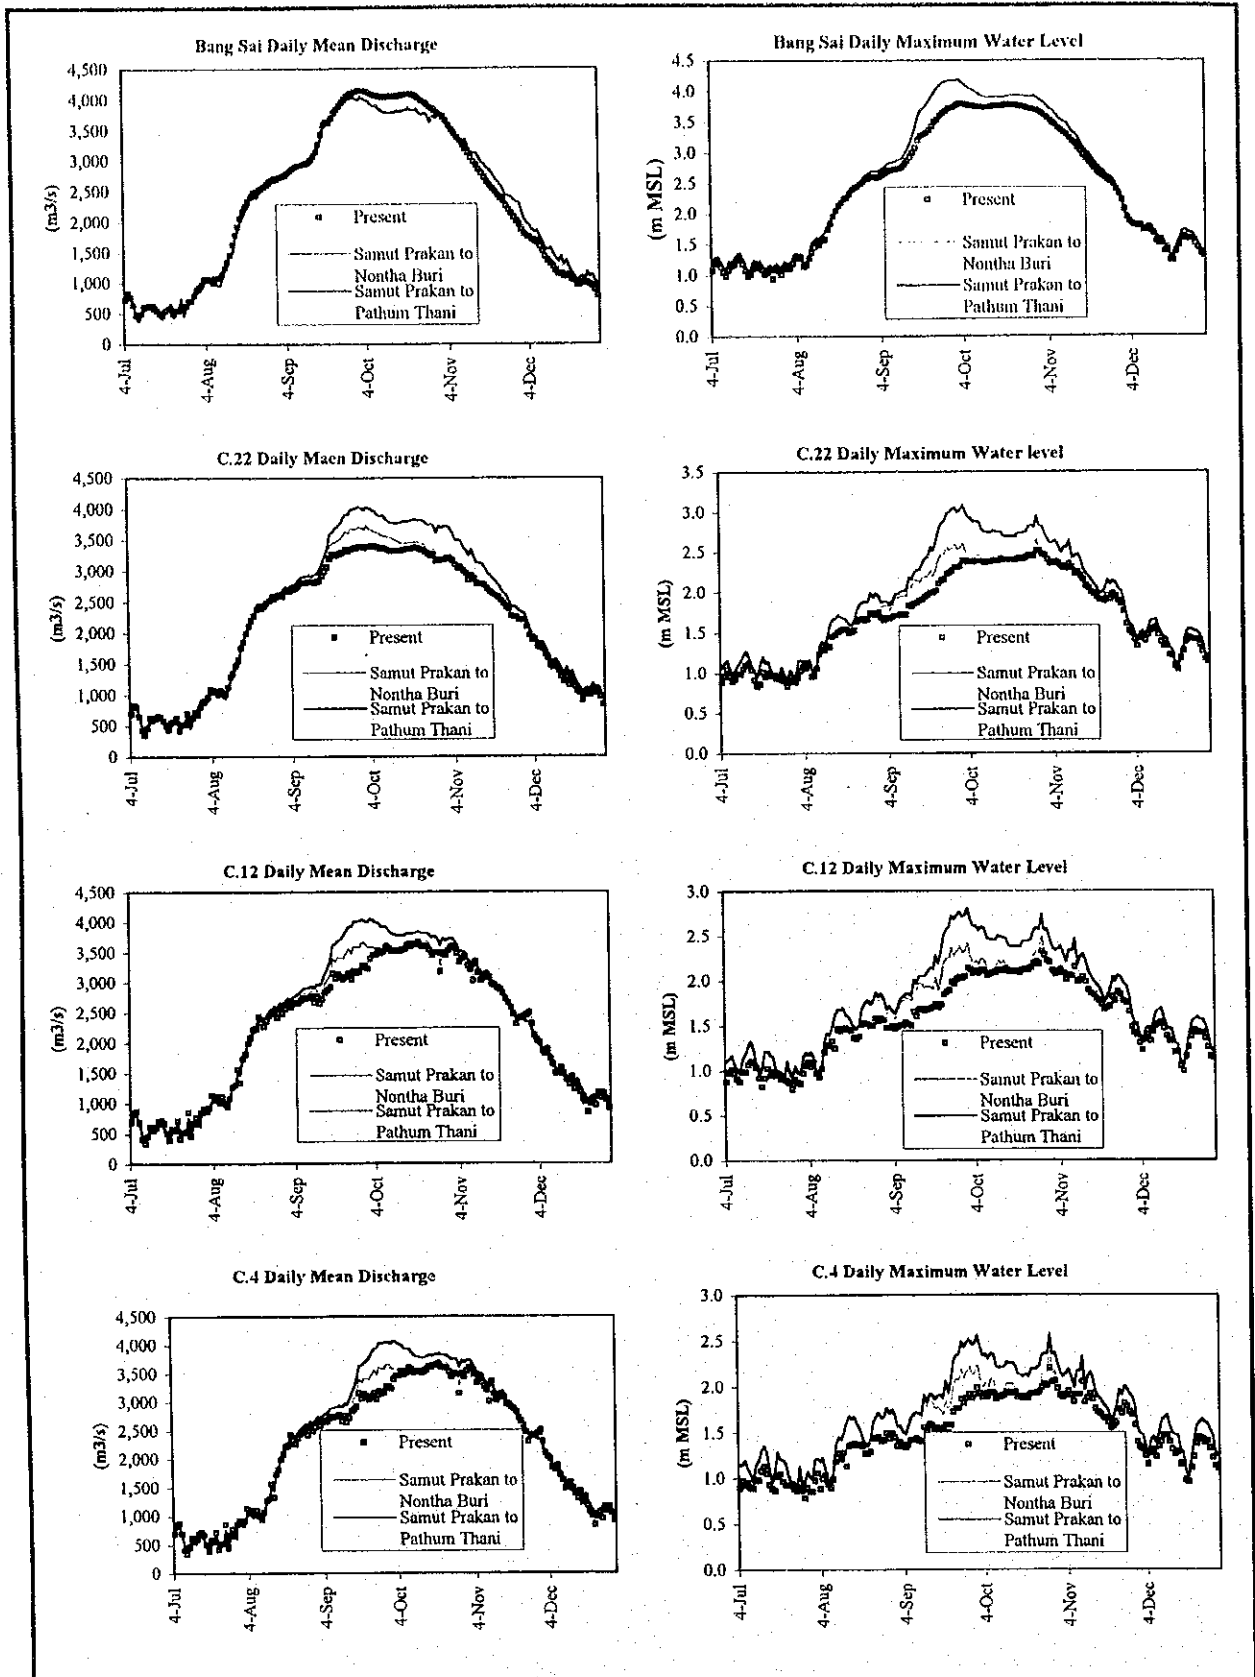 Bang Sai Daily Mean Discharge
4,500
4,000
3,500
3,000
2,500
2,000
1,500
1,000
500
0
(m3/s)
Present
Samut Prakan to
Nontha Buri
Samut Prakan to
Pathum Thani
4-Jul
4-Aug
4-Sep
4-Oct
4-Nov
4-Dec
Bang Sai Daily Maximum Water Level
4.5
4.0
3.5
3.0
2.5
2.0
1.5
1.0
0.5
0.0
(m MSL)
Present
Samut Prakan to
Nontha Buri
Samut Prakan to
Pathum Thani
4-Jul
4-Aug
4-Sep
4-Oct
4-Nov
4-Dec
C.22 Daily Maen Discharge
4,500
4,000
3,500
3,000
2,500
2,000
1,500
1,000
500
0
(m3/s)
Present
Samut Prakan to
Nontha Buri
Samut Prakan to
Pathum Thani
4-Jul
4-Aug
4-Sep
4-Oct
4-Nov
4-Dec
C.22 Daily Maximum Water level
3.5
3.0
2.5
2.0
1.5
1.0
0.5
0.0
(m MSL)
Present
Samut Prakan to
Nontha Buri
Samut Prakan to
Pathum Thani
4-Jul
4-Aug
4-Sep
4-Oct
4-Nov
4-Dec
C.12 Daily Mean Discharge
4,500
4,000
3,500
3,000
2,500
2,000
1,500
1,000
500
0
(m3/s)
Present
Samut Prakan to
Nontha Buri
Samut Prakan to
Pathum Thani
4-Jul
4-Aug
4-Sep
4-Oct
4-Nov
4-Dec
C.12 Daily Maximum Water Level
3.0
2.5
2.0
1.5
1.0
0.5
0.0
(m MSL)
Present
Samut Prakan to
Nontha Buri
Samut Prakan to
Pathum Thani
4-Jul
4-Aug
4-Sep
4-Oct
4-Nov
4-Dec
C.4 Daily Mean Discharge
4,500
4,000
3,500
3,000
2,500
2,000
1,500
1,000
500
0
(m3/s)
Present
Samut Prakan to
Nontha Buri
Samut Prakan to
Pathum Thani
4-Jul
4-Aug
4-Sep
4-Oct
4-Nov
4-Dec
C.4 Daily Maximum Water Level
3.0
2.5
2.0
1.5
1.0
0.5
0.0
(m MSL)
Present
Samut Prakan to
Nontha Buri
Samut Prakan to
Pathum Thani
4-Jul
4-Aug
4-Sep
4-Oct
4-Nov
4-Dec